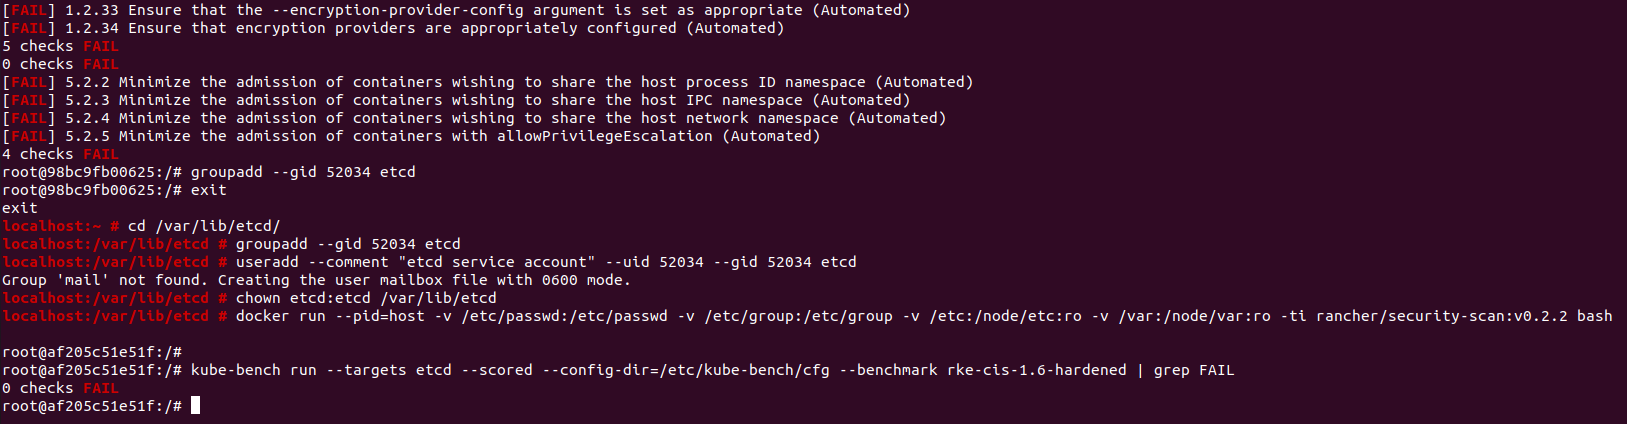 [FAIL] 1.2.33 Ensure that the --encryption-provider-config argument is set as appropriate (Automated)
[FAIL] 1.2.34 Ensure that encryption providers are appropriately configured (Automated)
5 checks FAIL
0 checks FAIL
[FAIL] 5.2.2 Minimize the admission of containers wishing to share the host process ID namespace (Automated)
[FAIL] 5.2.3 Minimize the admission of containers wishing to share the host IPC namespace (Automated)
[FAIL] 5.2.4 Minimize the admission of containers wishing to share the host network namespace (Automated)
[FAIL] 5.2.5 Minimize the admission of containers with allowPrivilegeEscalation (Automated)
4 checks FAIL
root@98bc9fb00625:/# groupadd --gid 52034 etcd
root@98bc9fb00625:/# exit
exit
localhost:~ # cd /var/lib/etcd/
localhost:/var/lib/etcd # groupadd --gid 52034 etcd
localhost:/var/lib/etcd # useradd --comment "etcd service account" --uid 52034 --gid 52034 etcd
Group 'mail' not found. Creating the user mailbox file with 0600 mode.
localhost:/var/lib/etcd # chown etcd:etcd /var/lib/etcd
localhost:/var/lib/etcd # docker run --pid=host -v /etc/passwd:/etc/passwd -v /etc/group:/etc/group -v /etc:/node/etc:ro -v /var:/node/var:ro -ti rancher/security-scan:v0.2.2 bash
root@af205c51e51f:/#
root@af205c51e51f:/# kube-bench run --targets etcd --scored --config-dir=/etc/kube-bench/cfg --benchmark rke-cis-1.6-hardened | grep FAIL
0 checks FAIL
root@af205c51e51f:/#